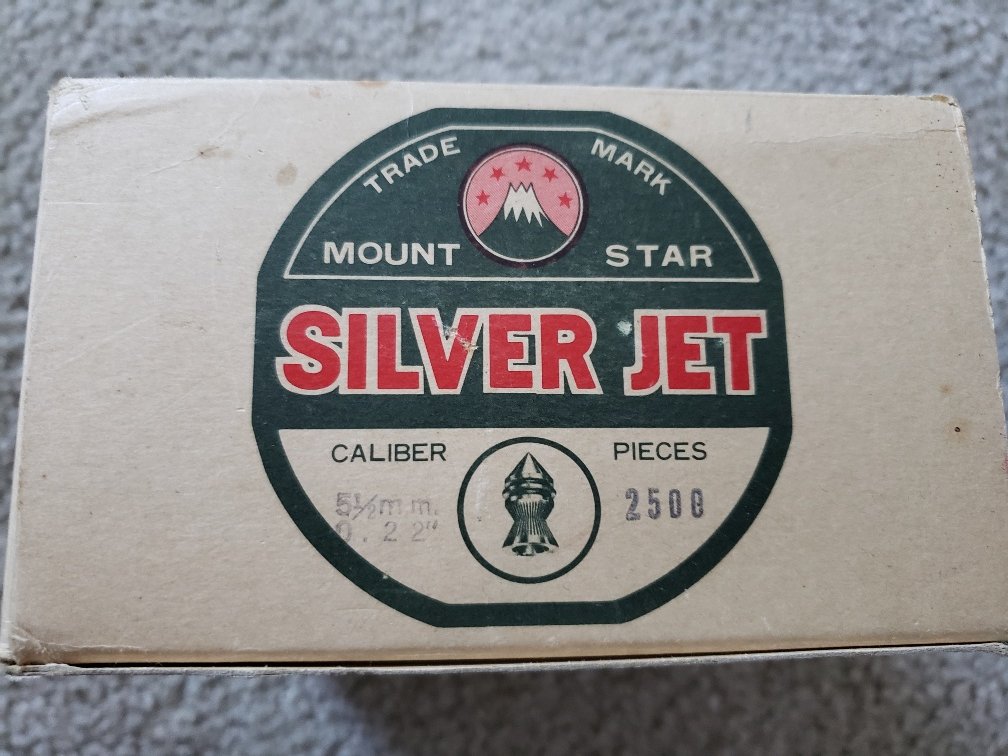 TRADE MARK
MOUNT STAR
SILVER JET
CALIBER PIECES
5½m.m. 2500
0.22"